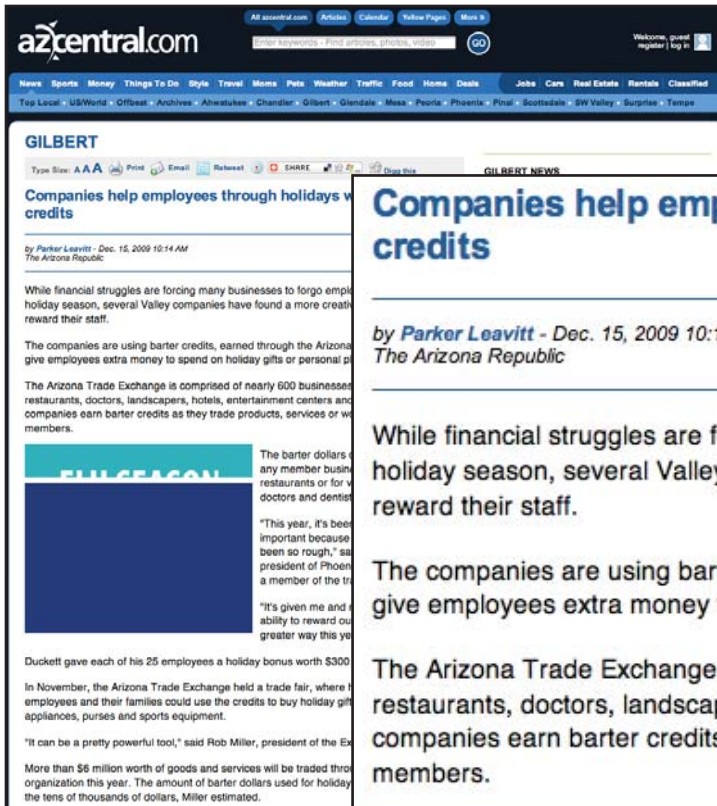 All azcentral.com Articles Calendar Yellow Pages More »
azcentral.com
Enter keywords - Find articles, photos, video GO
Welcome, guest
register | log in
News Sports Money Things To Do Style Travel Moms Pets Weather Traffic Food Home Deals Jobs Cars Real Estate Rentals Classified
Top Local • US/World • Offbeat • Archives • Ahwatukee • Chandler • Gilbert • Glendale • Mesa • Peoria • Phoenix • Pinal • Scottsdale • SW Valley • Surprise • Tempe
GILBERT
Type Size: A A A Print Email Retweet SHARE Digg this
GILBERT NEWS
Companies help employees through holidays w
credits
by Parker Leavitt - Dec. 15, 2009 10:14 AM
The Arizona Republic
While financial struggles are forcing many businesses to forgo emplo
holiday season, several Valley companies have found a more creativ
reward their staff.
The companies are using barter credits, earned through the Arizona
give employees extra money to spend on holiday gifts or personal p
The Arizona Trade Exchange is comprised of nearly 600 businesses
restaurants, doctors, landscapers, hotels, entertainment centers and
companies earn barter credits as they trade products, services or wo
members.
The barter dollars
any member busin
restaurants or for v
doctors and dentist
"This year, it's bee
important because
been so rough," sa
president of Phoen
a member of the tr
"It's given me and
ability to reward ou
greater way this ye
Duckett gave each of his 25 employees a holiday bonus worth $300
In November, the Arizona Trade Exchange held a trade fair, where
employees and their families could use the credits to buy holiday gif
appliances, purses and sports equipment.
"It can be a pretty powerful tool," said Rob Miller, president of the Ex
More than $6 million worth of goods and services will be traded thro
organization this year. The amount of barter dollars used for holiday
the tens of thousands of dollars, Miller estimated.
Companies help emp
credits
by Parker Leavitt - Dec. 15, 2009 10:1
The Arizona Republic
While financial struggles are f
holiday season, several Valley
reward their staff.
The companies are using bar
give employees extra money
The Arizona Trade Exchange
restaurants, doctors, landscap
companies earn barter credits
members.